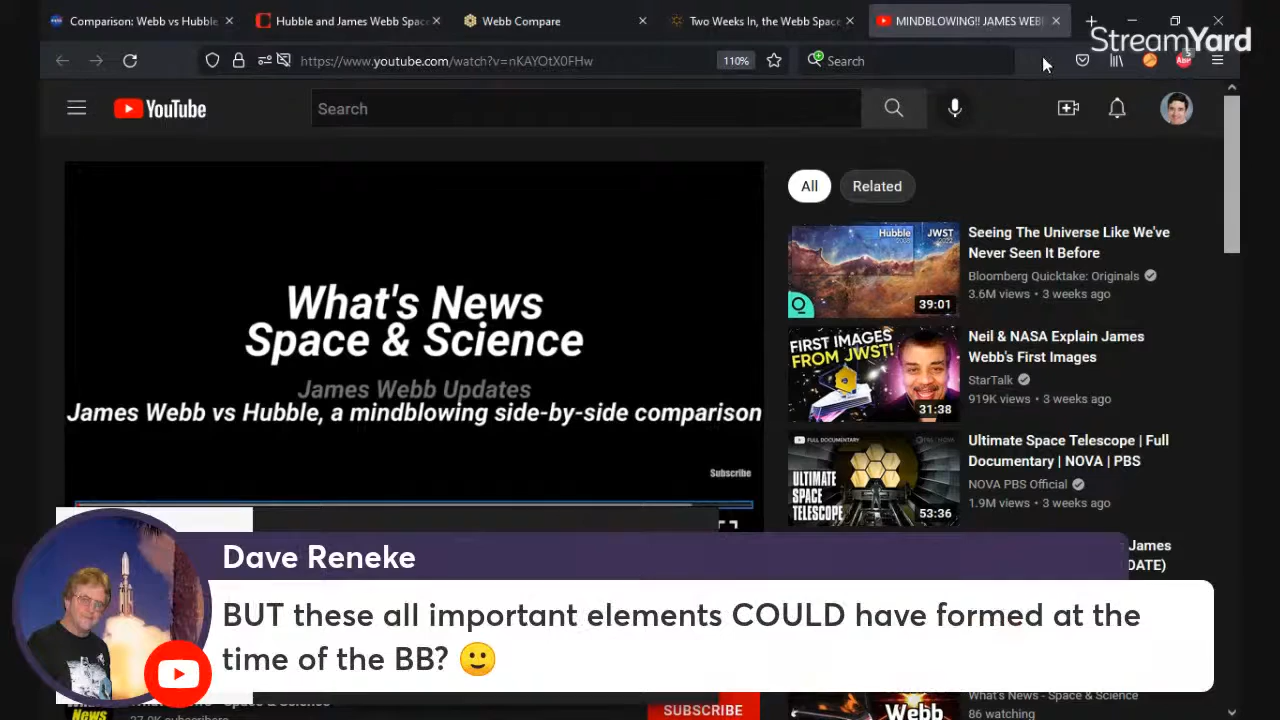 Comparison: Webb vs Hubble
Hubble and James Webb Spac
Webb Compare
Two Weeks In, the Webb Spac
MINDBLOWING!! JAMES WEB
StreamYard
https://www.youtube.com/watch?v=nKAYOtX0FHw
110%
Search
5
YouTube
Search
All
Related
What's News
Space & Science
James Webb Updates
James Webb vs Hubble, a mindblowing side-by-side comparison
Subscribe
Hubble
JWST
39:01
Seeing The Universe Like We've
Never Seen It Before
Bloomberg Quicktake: Originals
3.6M views • 3 weeks ago
FIRST IMAGES
FROM JWST!
31:38
Neil & NASA Explain James
Webb's First Images
StarTalk
919K views • 3 weeks ago
ULTIMATE
SPACE
TELESCOPE
53:36
Ultimate Space Telescope | Full
Documentary | NOVA | PBS
NOVA PBS Official
1.9M views • 3 weeks ago
James
DATE)
Dave Reneke
BUT these all important elements COULD have formed at the
time of the BB? 🙂
What's News - Space & Science
86 watching
Webb
News
SUBSCRIBE